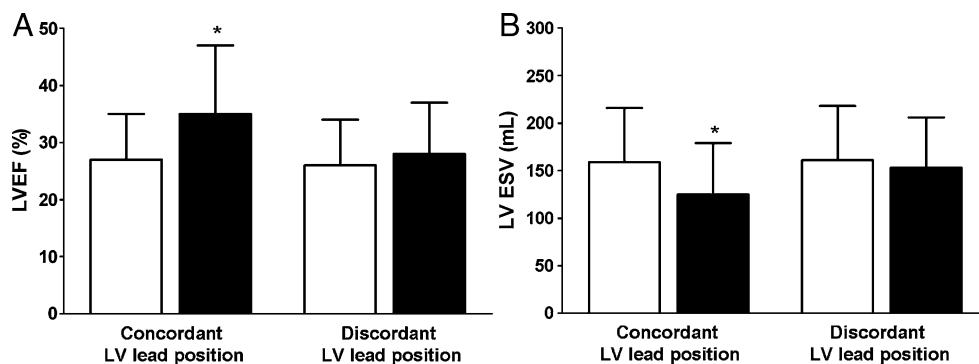 A
LVEF (%)
50
40
30
20
10
0
*
Concordant
LV lead position
Discordant
LV lead position
B
LV ESV (mL)
300
250
200
150
100
50
0
*
Concordant
LV lead position
Discordant
LV lead position